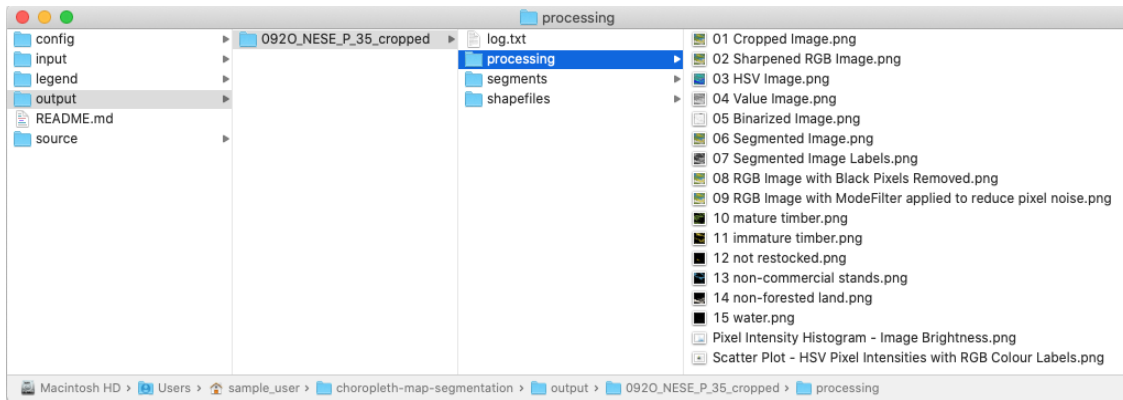 processing
config
input
legend
output
README.md
source
092O_NESE_P_35_cropped
log.txt
processing
segments
shapefiles
01 Cropped Image.png
02 Sharpened RGB Image.png
03 HSV Image.png
04 Value Image.png
05 Binarized Image.png
06 Segmented Image.png
07 Segmented Image Labels.png
08 RGB Image with Black Pixels Removed.png
09 RGB Image with ModeFilter applied to reduce pixel noise.png
10 mature timber.png
11 immature timber.png
12 not restocked.png
13 non-commercial stands.png
14 non-forested land.png
15 water.png
Pixel Intensity Histogram - Image Brightness.png
Scatter Plot - HSV Pixel Intensities with RGB Colour Labels.png
Macintosh HD › Users › sample_user › choropleth-map-segmentation › output › 092O_NESE_P_35_cropped › processing